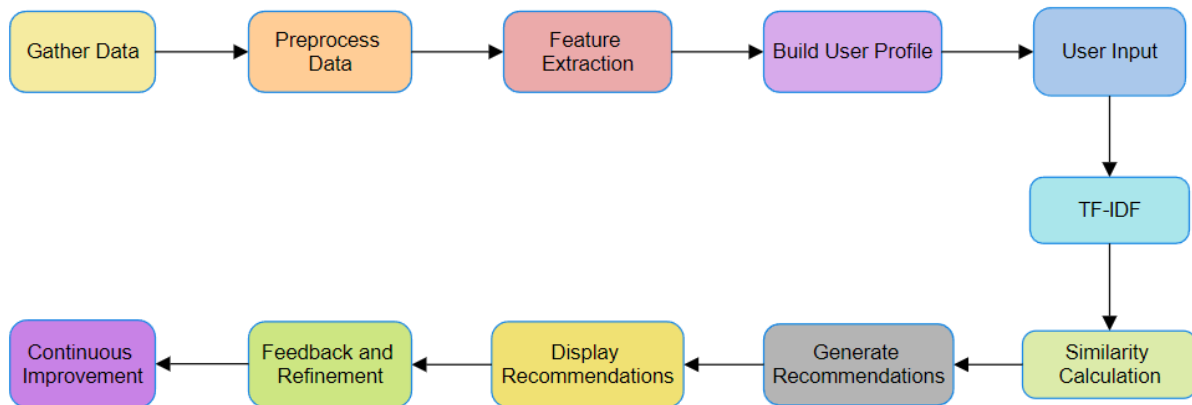 Gather Data
Preprocess
Data
Feature
Extraction
Build User Profile
User Input
TF-IDF
Similarity
Calculation
Generate
Recommendations
Display
Recommendations
Feedback and
Refinement
Continuous
Improvement